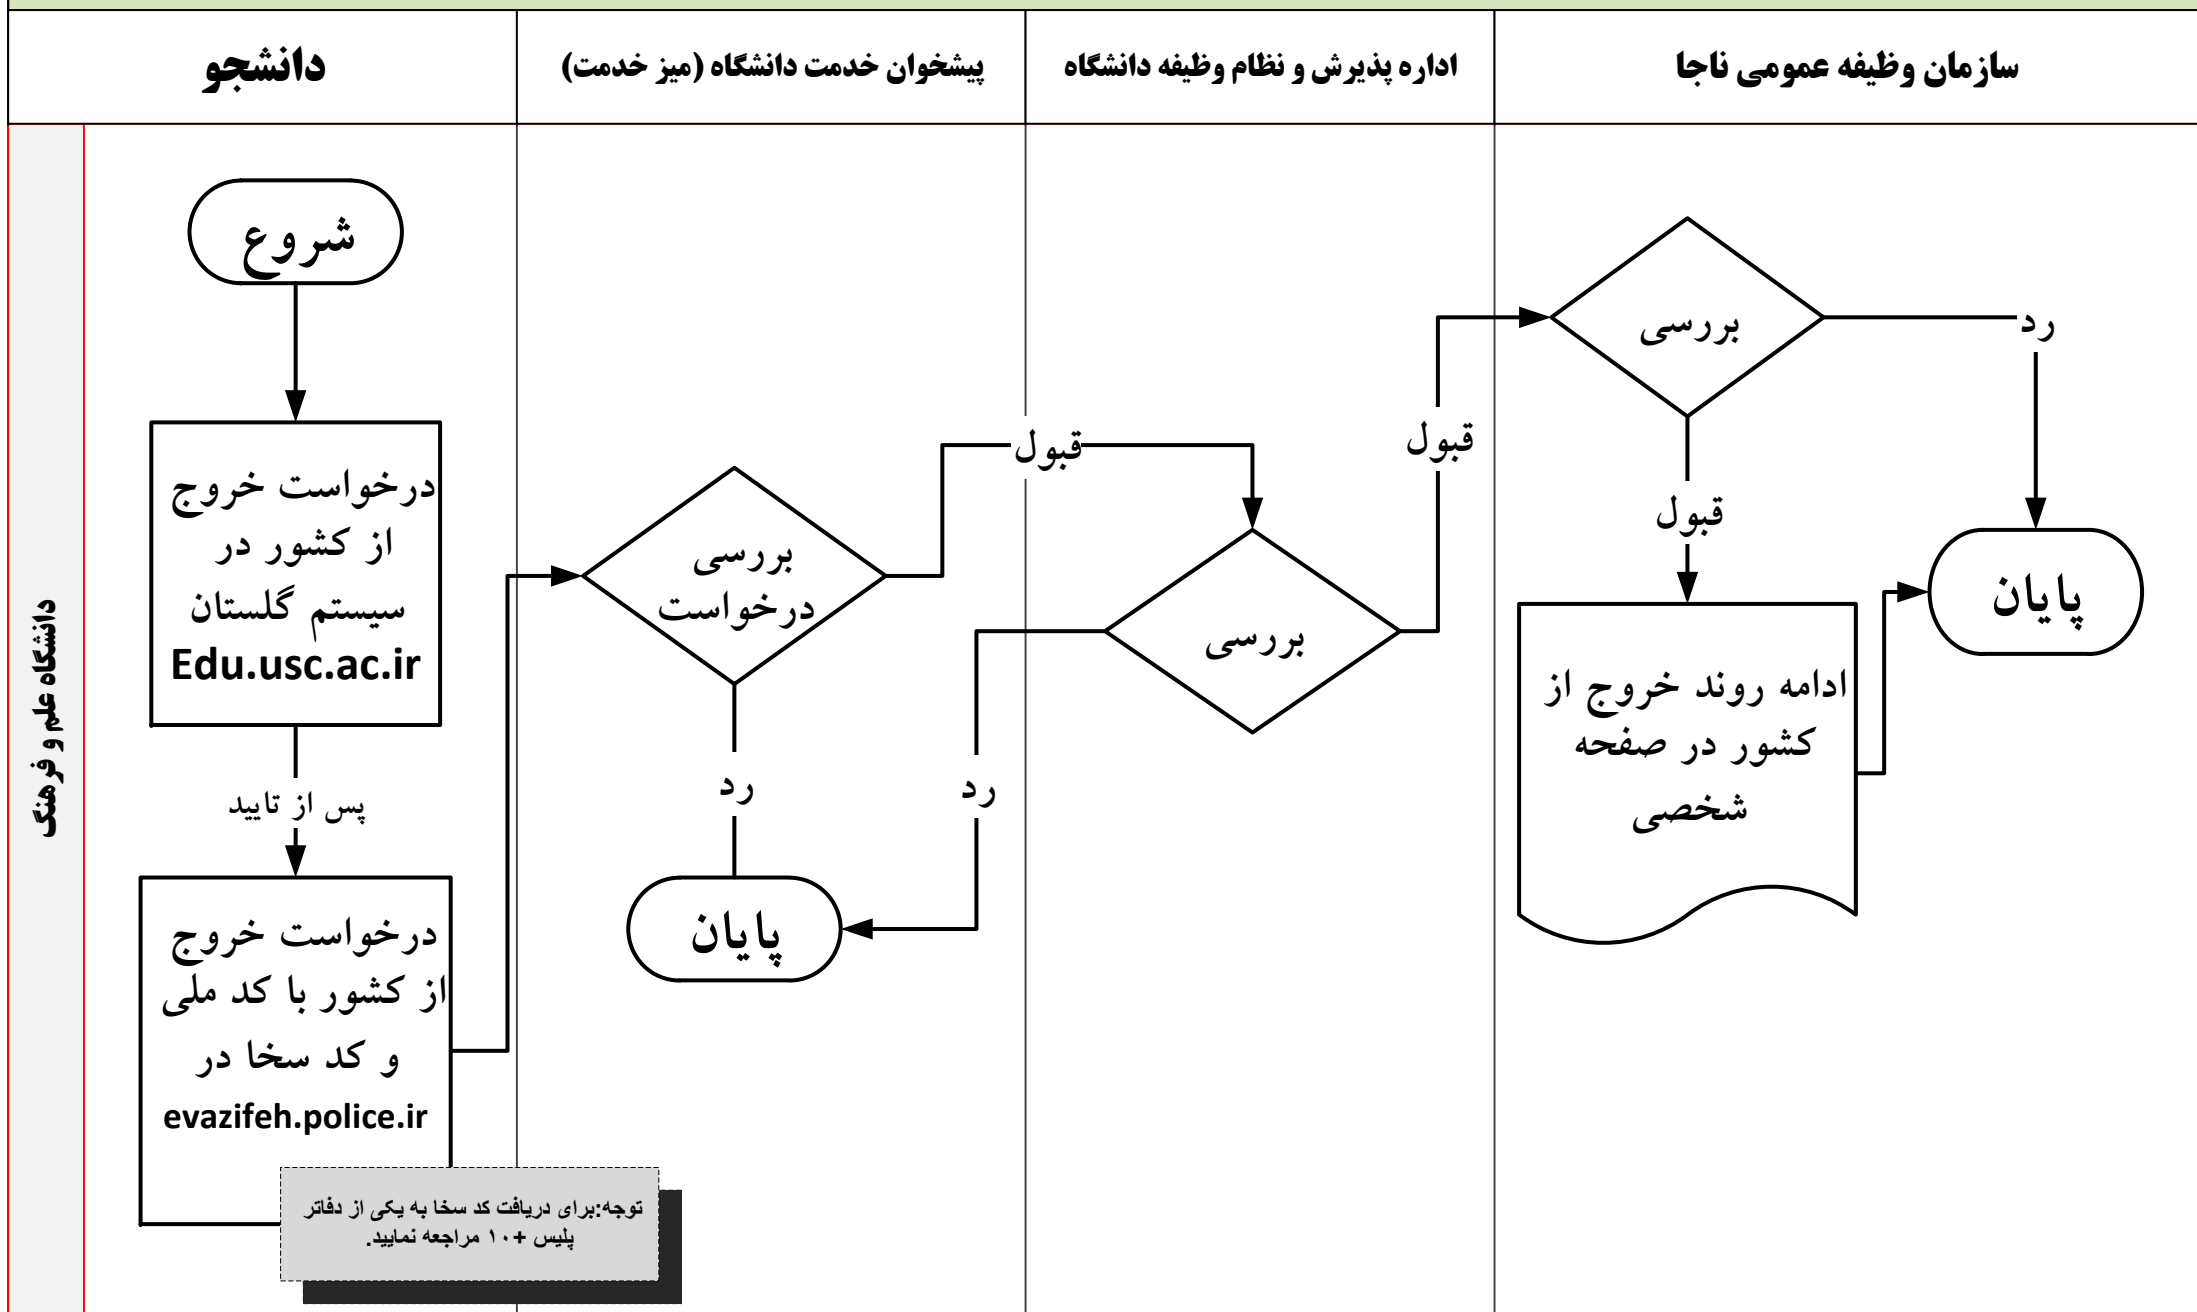 دانشجو
پیشخوان خدمت دانشگاه (میز خدمت)
اداره پذیرش و نظام وظیفه دانشگاه
سازمان وظیفه عمومی ناجا
دانشگاه علم و فرهنگ
شروع
درخواست خروج
از کشور در
سیستم گلستان
Edu.usc.ac.ir
پس از تایید
درخواست خروج
از کشور با کد ملی
و کد سخا در
evazifeh.police.ir
توجه:برای دریافت کد سخا به یکی از دفاتر
پلیس +۱۰ مراجعه نمایید.
بررسی
درخواست
قبول
رد
پایان
بررسی
قبول
رد
بررسی
رد
قبول
ادامه روند خروج از
کشور در صفحه
شخصی
پایان